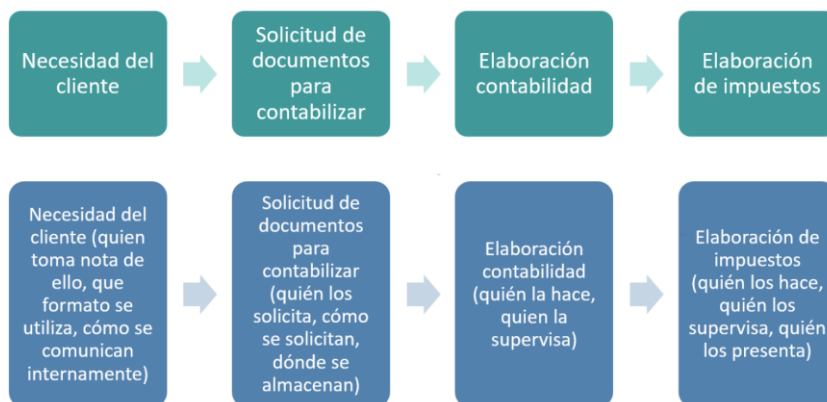 Necesidad del
cliente
Solicitud de
documentos
para
contabilizar
Elaboración
contabilidad
Elaboración
de impuestos
Necesidad del
cliente (quien
toma nota de
ello, que
formato se
utiliza, cómo se
comunican
internamente)
Solicitud de
documentos
para
contabilizar
(quién los
solicita, cómo
se solicitan,
dónde se
almacenan)
Elaboración
contabilidad
(quién la hace,
quien la
supervisa)
Elaboración de
impuestos
(quién los hace,
quién los
supervisa, quién
los presenta)